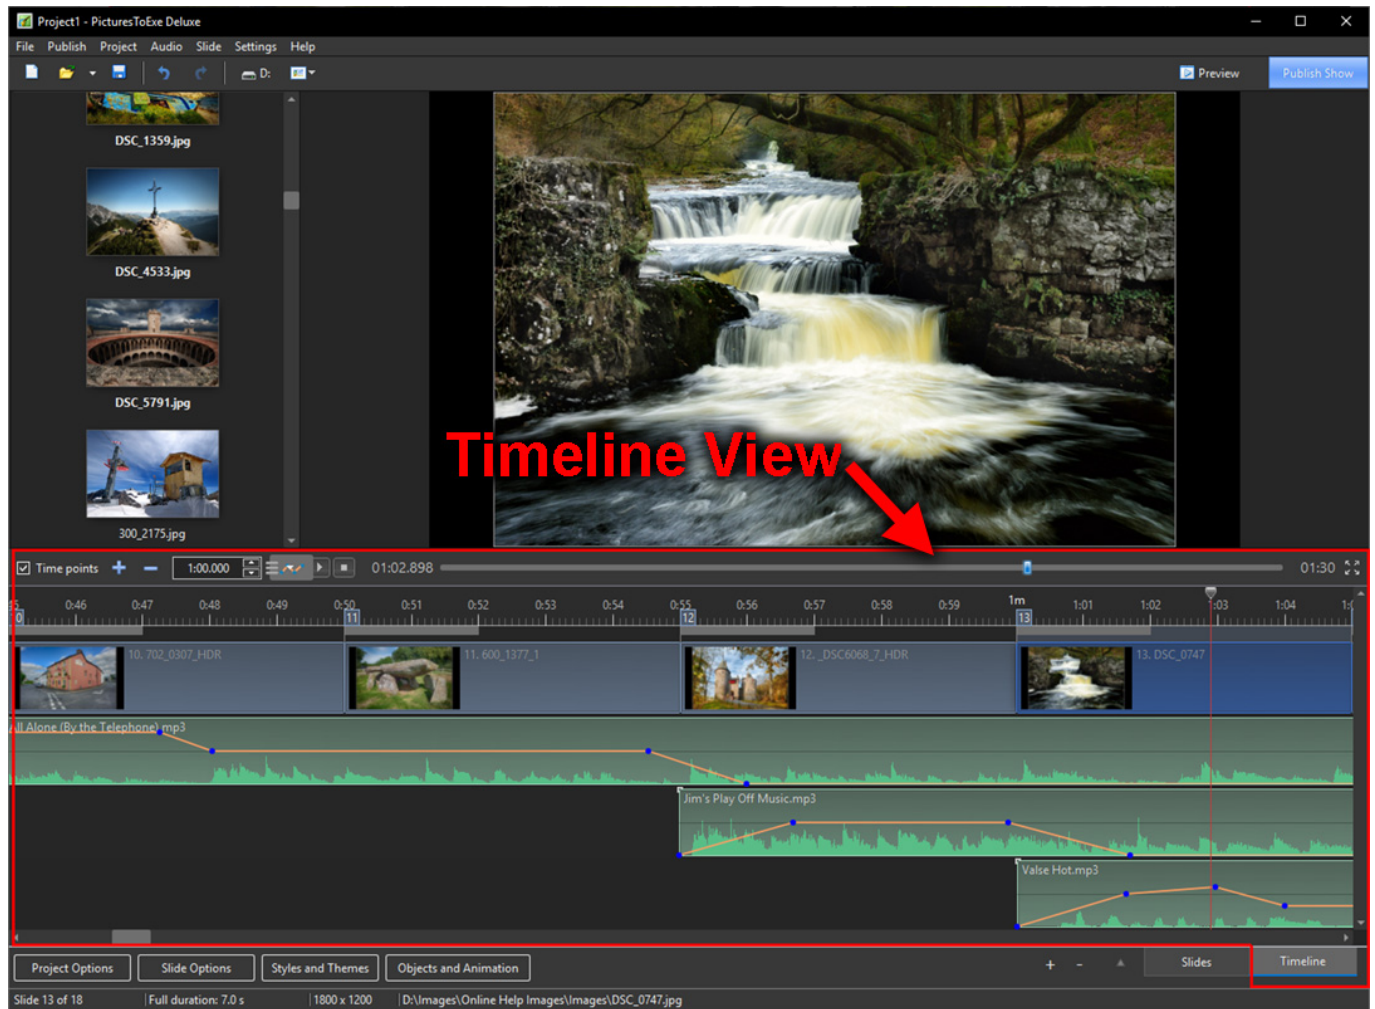 Project1 - PicturesToExe Deluxe
File Publish Project Audio Slide Settings Help
D: Preview Publish Show
DSC_1359.jpg
DSC_4533.jpg
DSC_5791.jpg
300_2175.jpg
Timeline View
Time points 1:00.000 01:02.898 01:30
0:46 0:47 0:48 0:49 0:50 0:51 0:52 0:53 0:54 0:55 0:56 0:57 0:58 0:59 1m 1:01 1:02 1:03 1:04
11 12 13
10. 702_0307_HDR 11. 600_1377_1 12. _DSC6068_7_HDR 13. DSC_0747
All Alone (By the Telephone).mp3
Jim's Play Off Music.mp3
Valse Hot.mp3
Project Options Slide Options Styles and Themes Objects and Animation + - Slides Timeline
Slide 13 of 18 Full duration: 7.0 s 1800 x 1200 D:\Images\Online Help Images\Images\DSC_0747.jpg